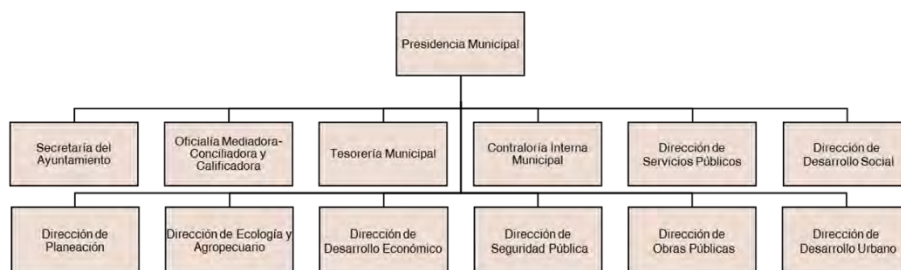 Presidencia Municipal
Secretaría del
Ayuntamiento
Oficialía Mediadora-
Conciliadora y
Calificadora
Tesorería Municipal
Contraloría Interna
Municipal
Dirección de
Servicios Públicos
Dirección de
Desarrollo Social
Dirección de
Planeación
Dirección de Ecología y
Agropecuario
Dirección de
Desarrollo Económico
Dirección de
Seguridad Pública
Dirección de
Obras Públicas
Dirección de
Desarrollo Urbano